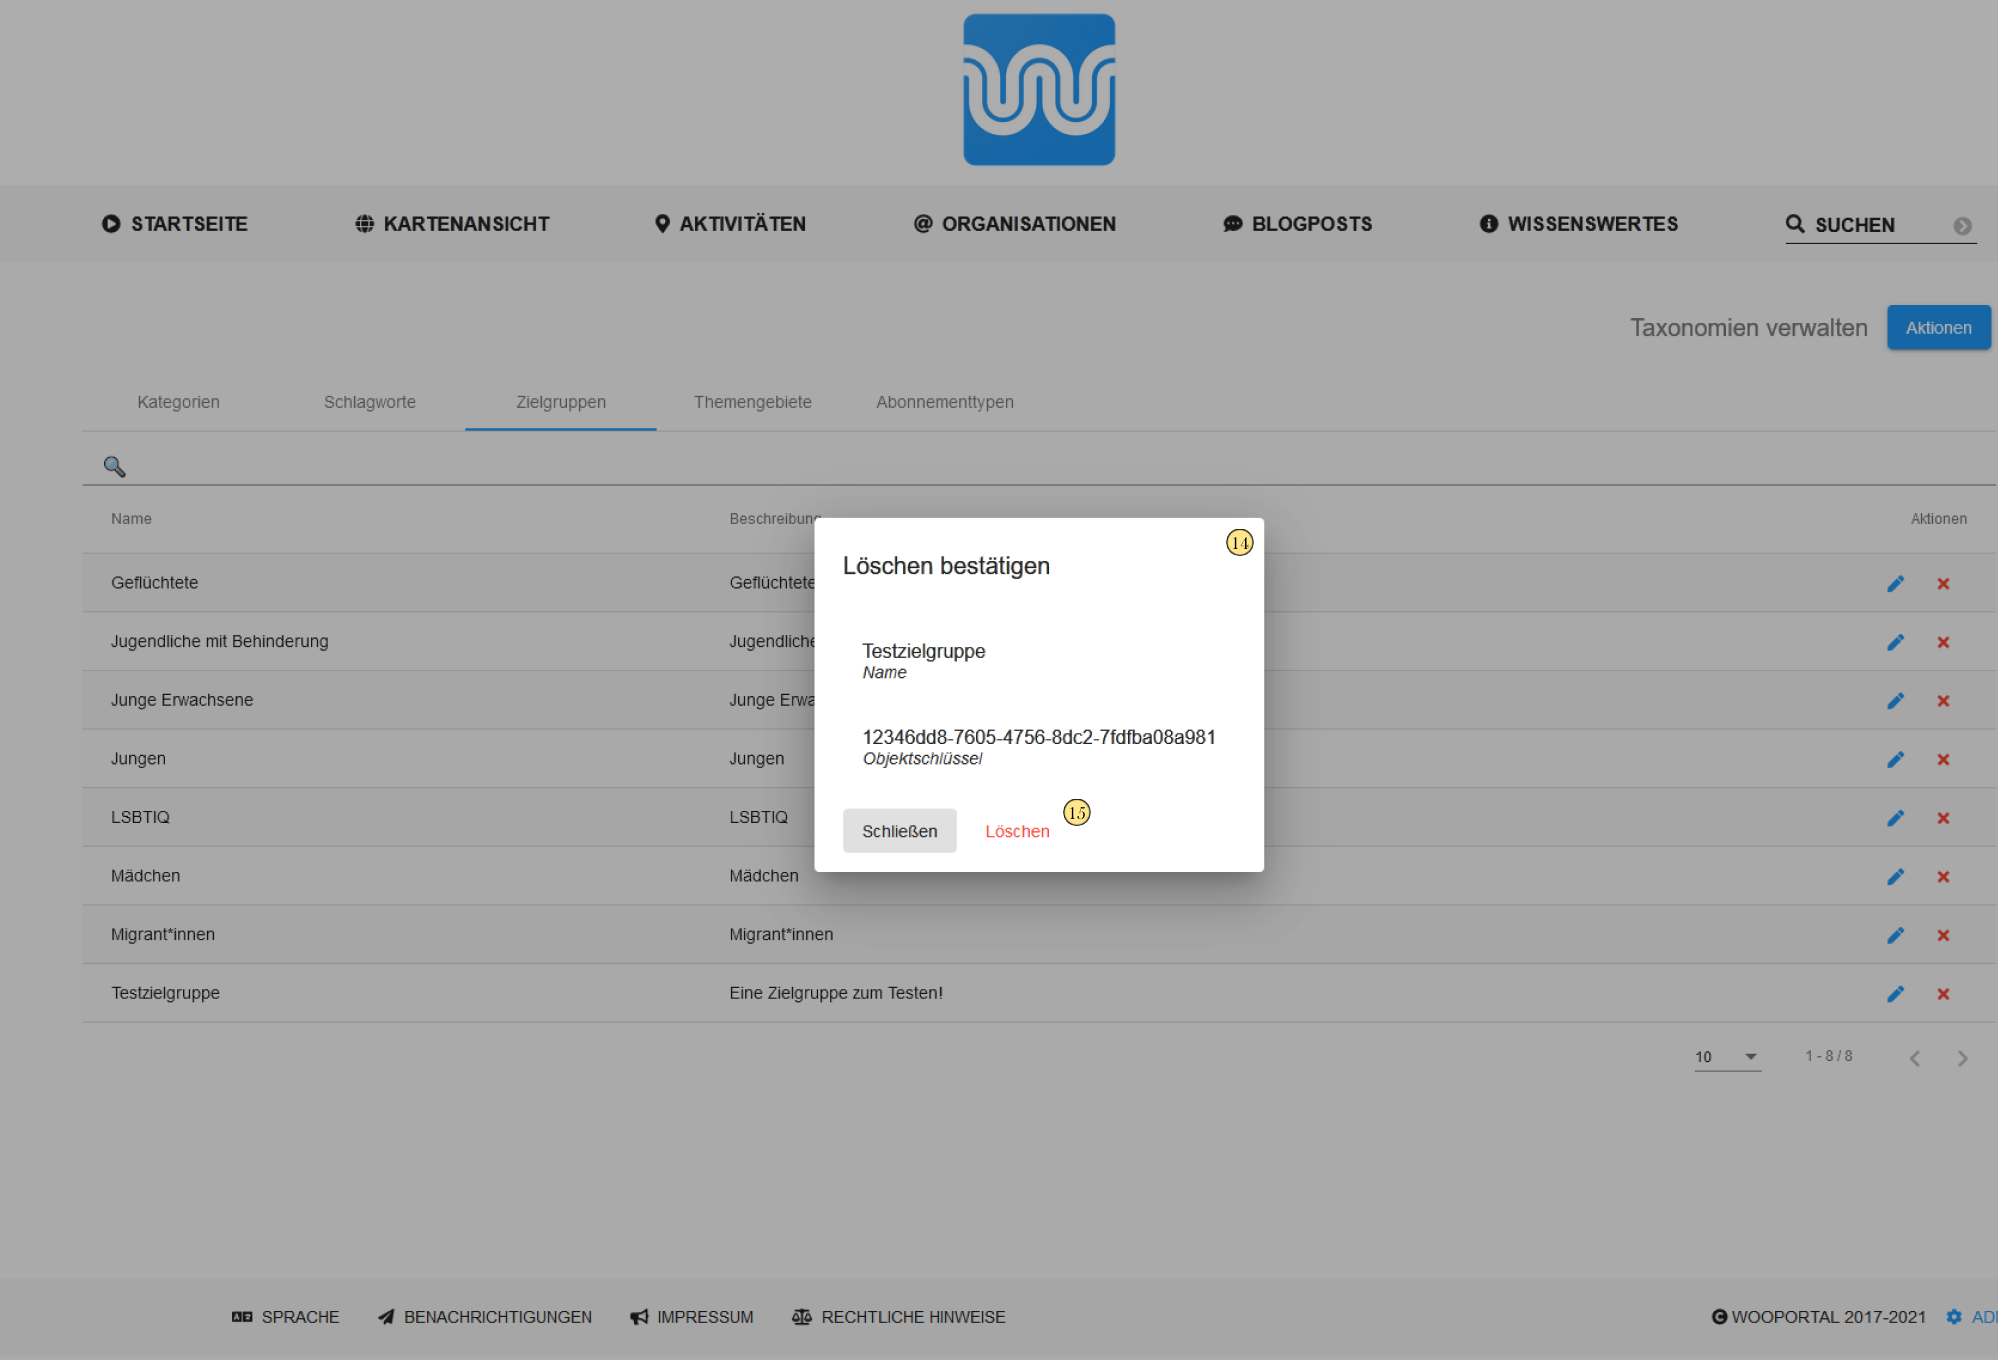 STARTSEITE KARTENANSICHT AKTIVITÄTEN @ ORGANISATIONEN BLOGPOSTS WISSENSWERTES SUCHEN
Taxonomien verwalten Aktionen
Kategorien Schlagworte Zielgruppen Themengebiete Abonnementtypen
Name Beschreibung Aktionen
Geflüchtete Geflüchtete
Jugendliche mit Behinderung Jugendliche
Junge Erwachsene Junge Erwa
Jungen Jungen
LSBTIQ LSBTIQ
Mädchen Mädchen
Migrant*innen Migrant*innen
Testzielgruppe Eine Zielgruppe zum Testen!
14
Löschen bestätigen
Testzielgruppe
Name
12346dd8-7605-4756-8dc2-7fdfba08a981
Objektschlüssel
15
Schließen Löschen
10 1 - 8 / 8
SPRACHE BENACHRICHTIGUNGEN IMPRESSUM RECHTLICHE HINWEISE WOOPORTAL 2017-2021